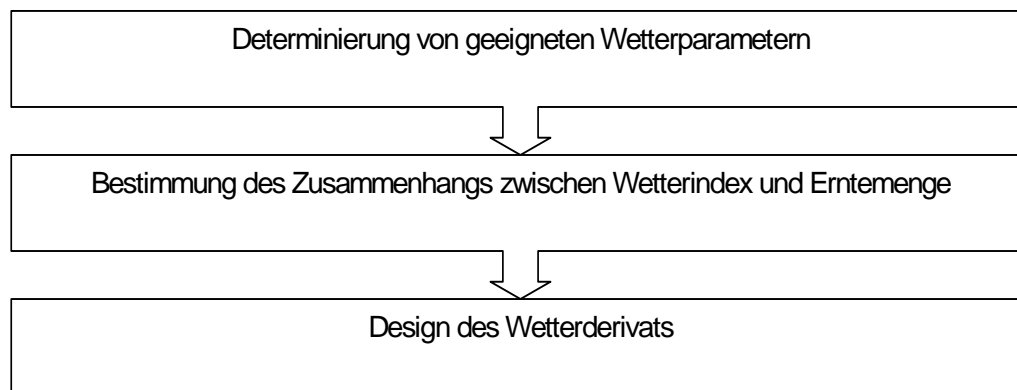 Determinierung von geeigneten Wetterparametern
Bestimmung des Zusammenhangs zwischen Wetterindex und Erntemenge
Design des Wetterderivats